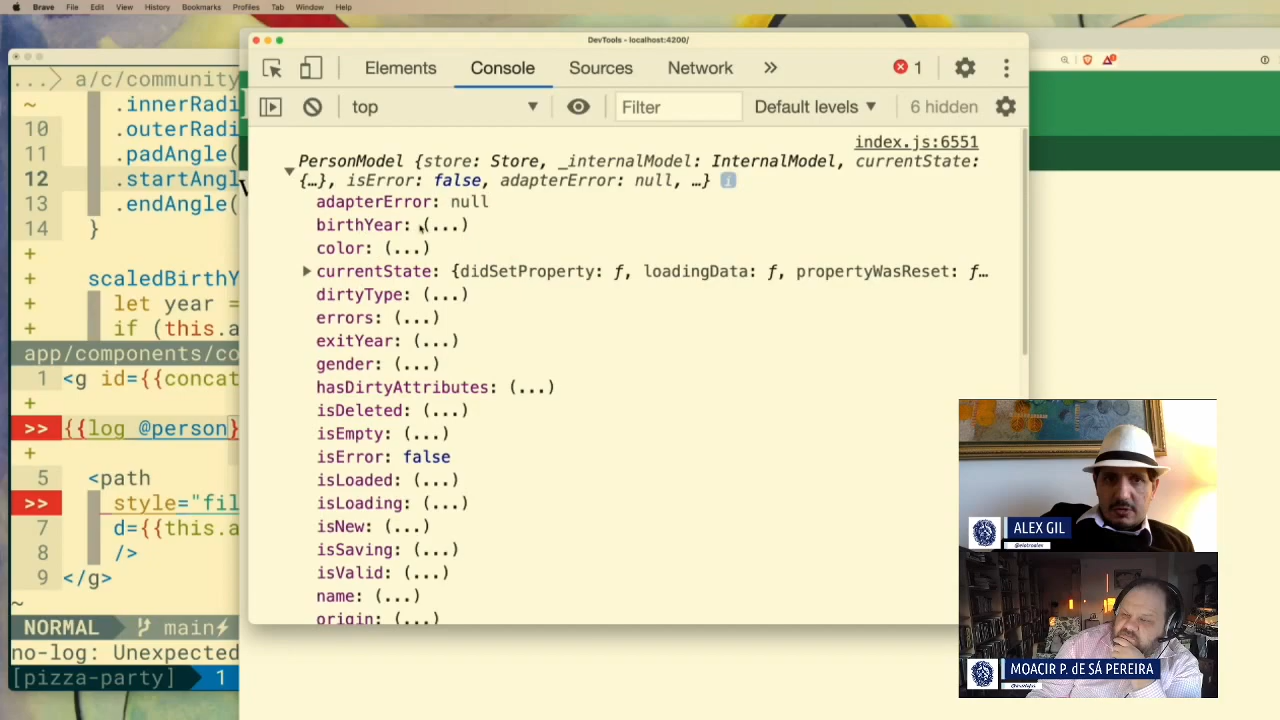 Brave File Edit View History Bookmarks Profiles Tab Window Help
DevTools - localhost:4200/
Elements Console Sources Network » 1
top Filter Default levels ▼ 6 hidden
index.js:6551
PersonModel {store: Store, _internalModel: InternalModel, currentState:
{…}, isError: false, adapterError: null, …}
adapterError: null
birthYear: (...)
color: (...)
currentState: {didSetProperty: ƒ, loadingData: ƒ, propertyWasReset: ƒ…
dirtyType: (...)
errors: (...)
exitYear: (...)
gender: (...)
hasDirtyAttributes: (...)
isDeleted: (...)
isEmpty: (...)
isError: false
isLoaded: (...)
isLoading: (...)
isNew: (...)
isSaving: (...)
isValid: (...)
name: (...)
origin: (...)
... a/c/community
~ .innerRadi
10 .outerRadi
11 .padAngle(
12 .startAngl
13 .endAngle(
14 }
+
+ scaledBirthY
+ let year =
+ if (this.a
app/components/co
1 <g id={{concat
+
>> {{log @person}
+
5 <path
>> style="fil
7 d={{this.a
8 />
9 </g>
~
NORMAL main
no-log: Unexpected
[pizza-party] 1
ALEX GIL
@elotroalex
MOACIR P. dE SÁ PEREIRA